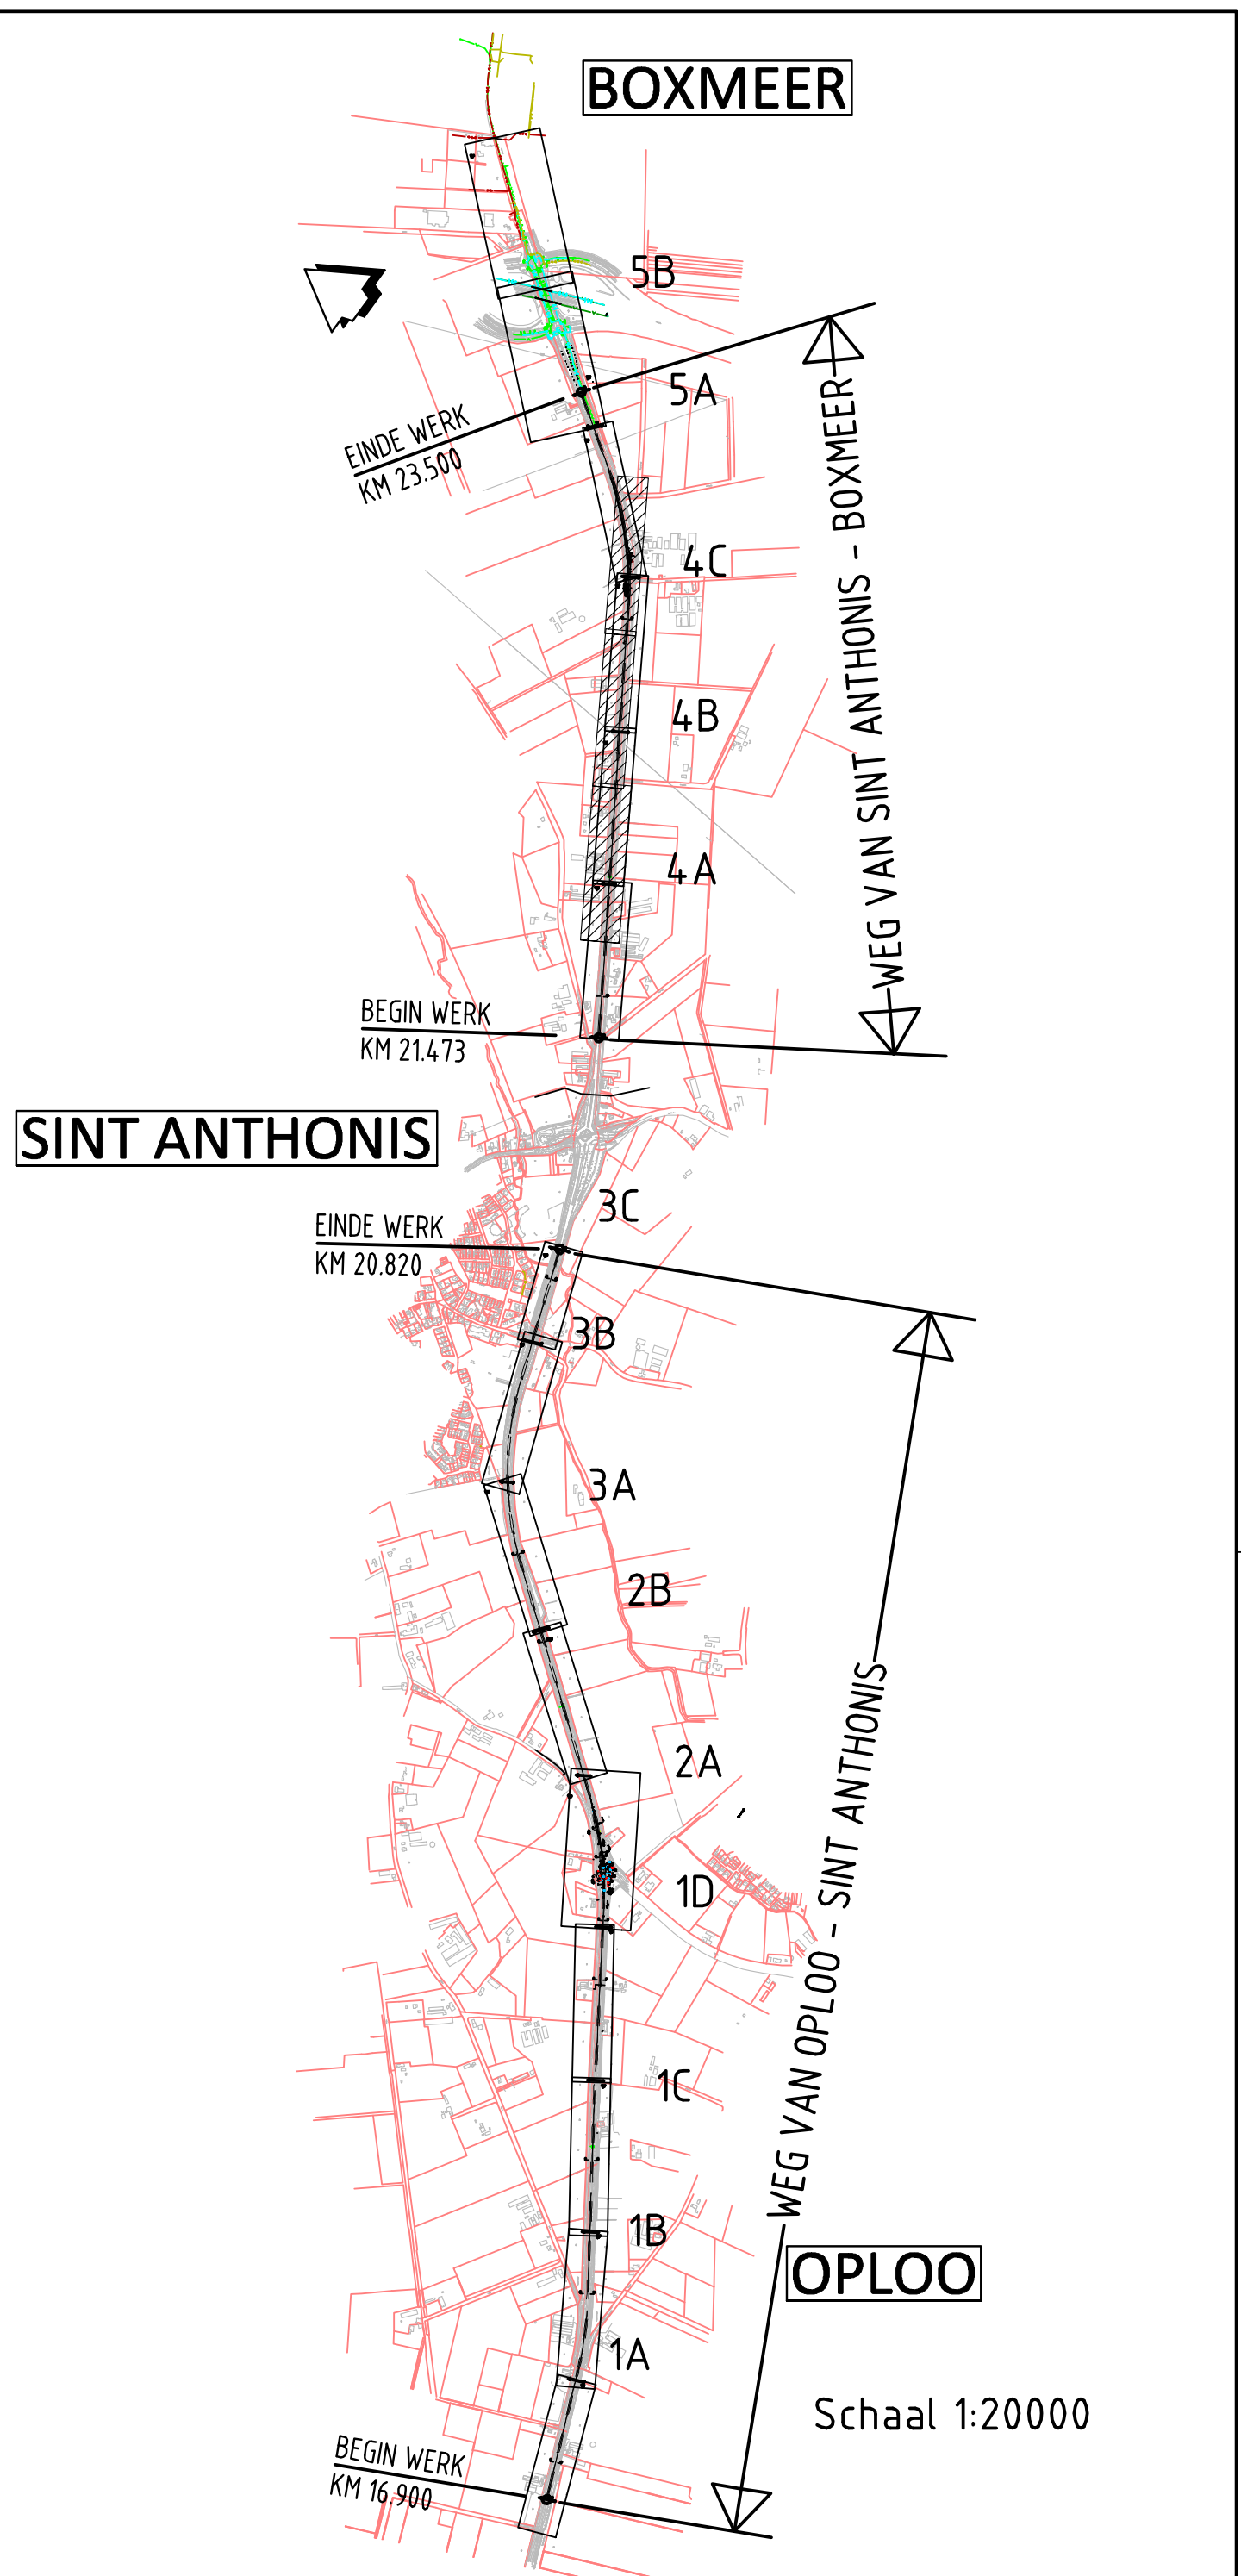 BOXMEER
5B
5A
EINDE WERK
KM 23.500
4C
4B
4A
WEG VAN SINT ANTHONIS - BOXMEER
BEGIN WERK
KM 21.473
SINT ANTHONIS
3C
EINDE WERK
KM 20.820
3B
3A
2B
2A
1D
WEG VAN OPLOO - SINT ANTHONIS
1C
1B
OPLOO
1A
Schaal 1:20000
BEGIN WERK
KM 16.900